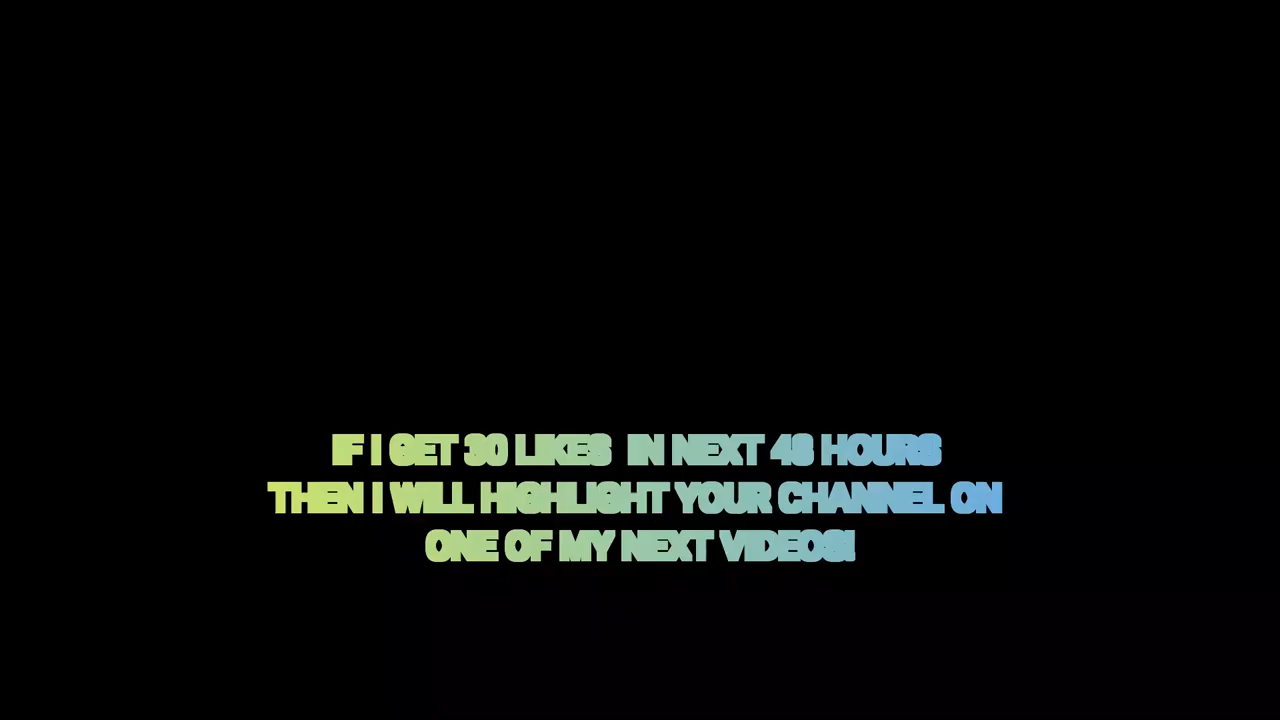 IF I GET 30 LIKES  IN NEXT 48 HOURS
THEN I WILL HIGHLIGHT YOUR CHANNEL ON
ONE OF MY NEXT VIDEOS!